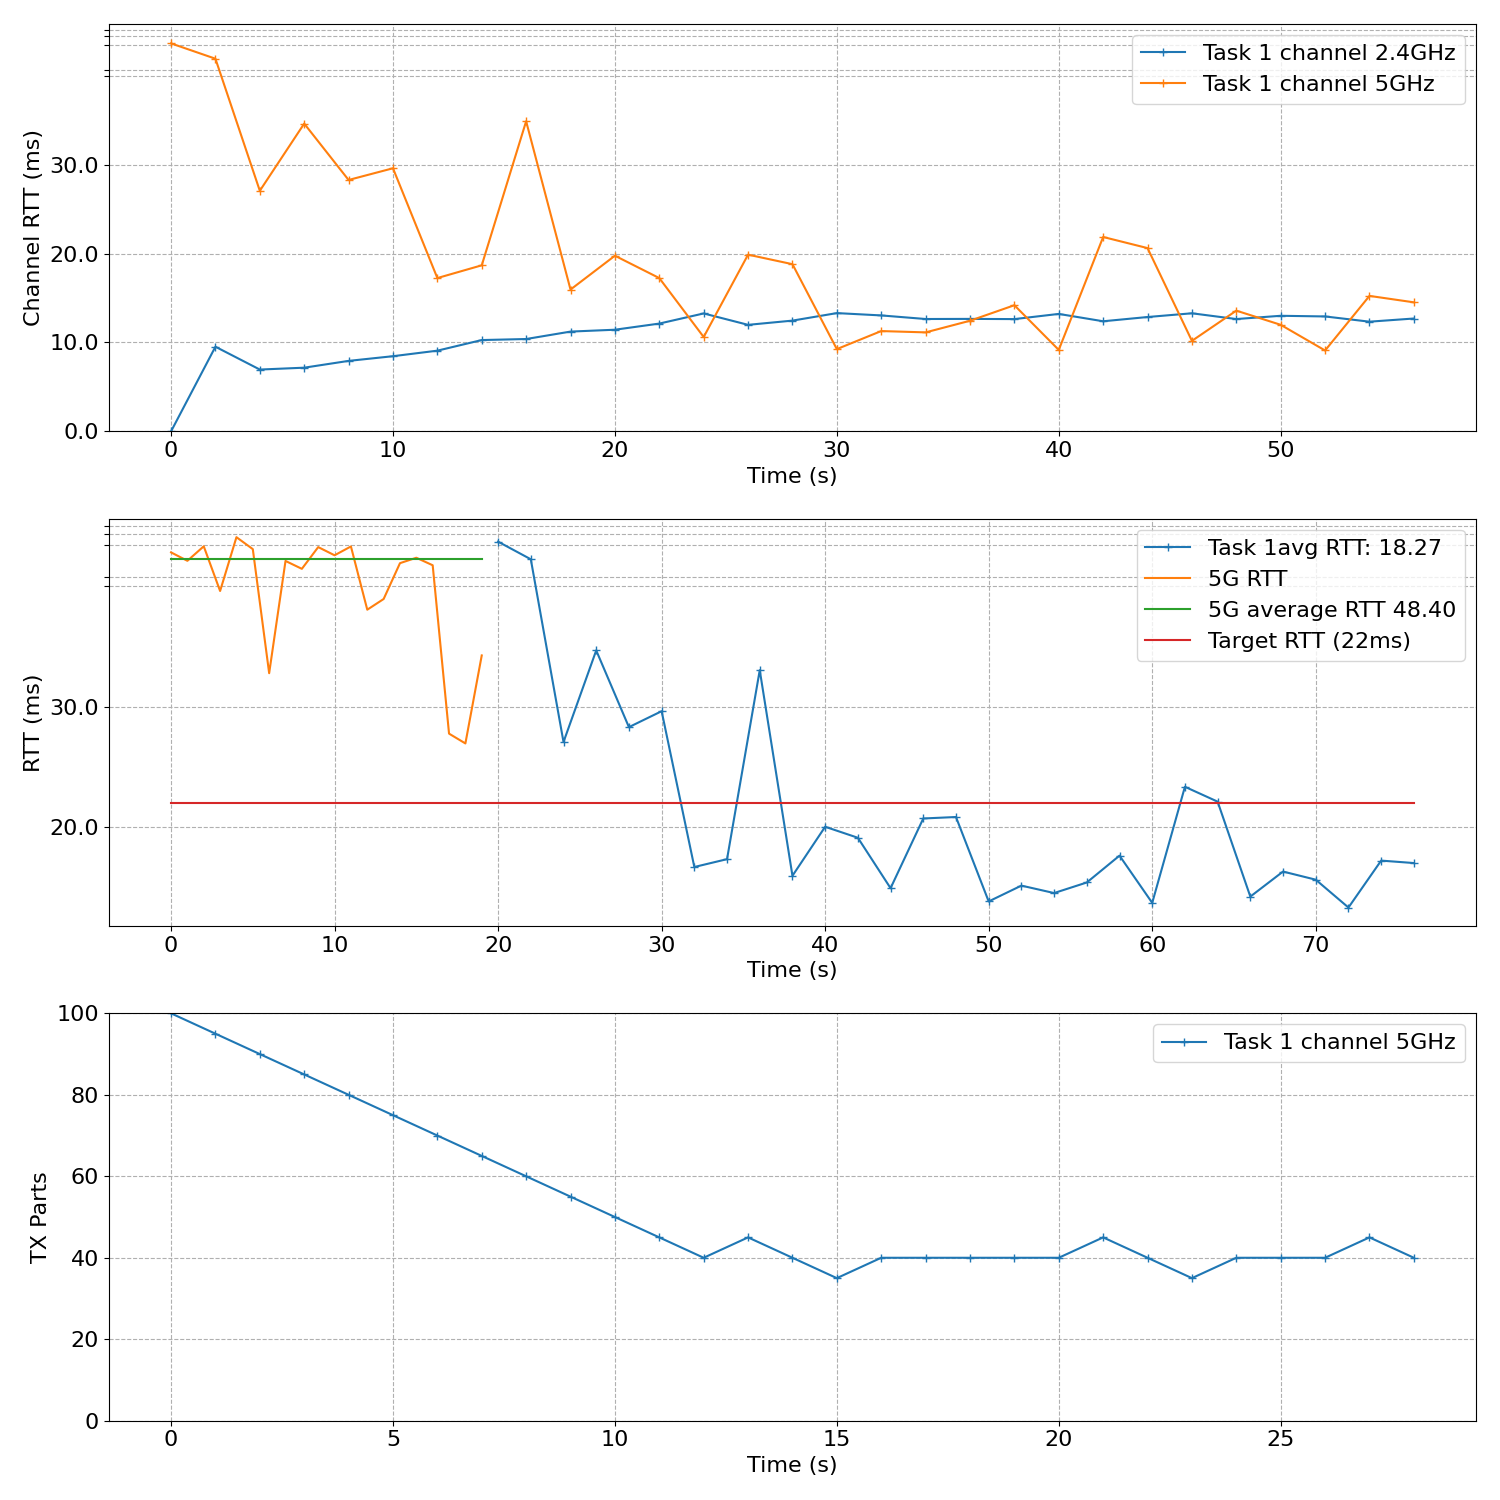 Channel RTT (ms)
30.0
20.0
10.0
0.0
Task 1 channel 2.4GHz
Task 1 channel 5GHz
0 10 20 30 40 50
Time (s)
RTT (ms)
30.0
20.0
Task 1avg RTT: 18.27
5G RTT
5G average RTT 48.40
Target RTT (22ms)
0 10 20 30 40 50 60 70
Time (s)
TX Parts
100
80
60
40
20
0
Task 1 channel 5GHz
0 5 10 15 20 25
Time (s)